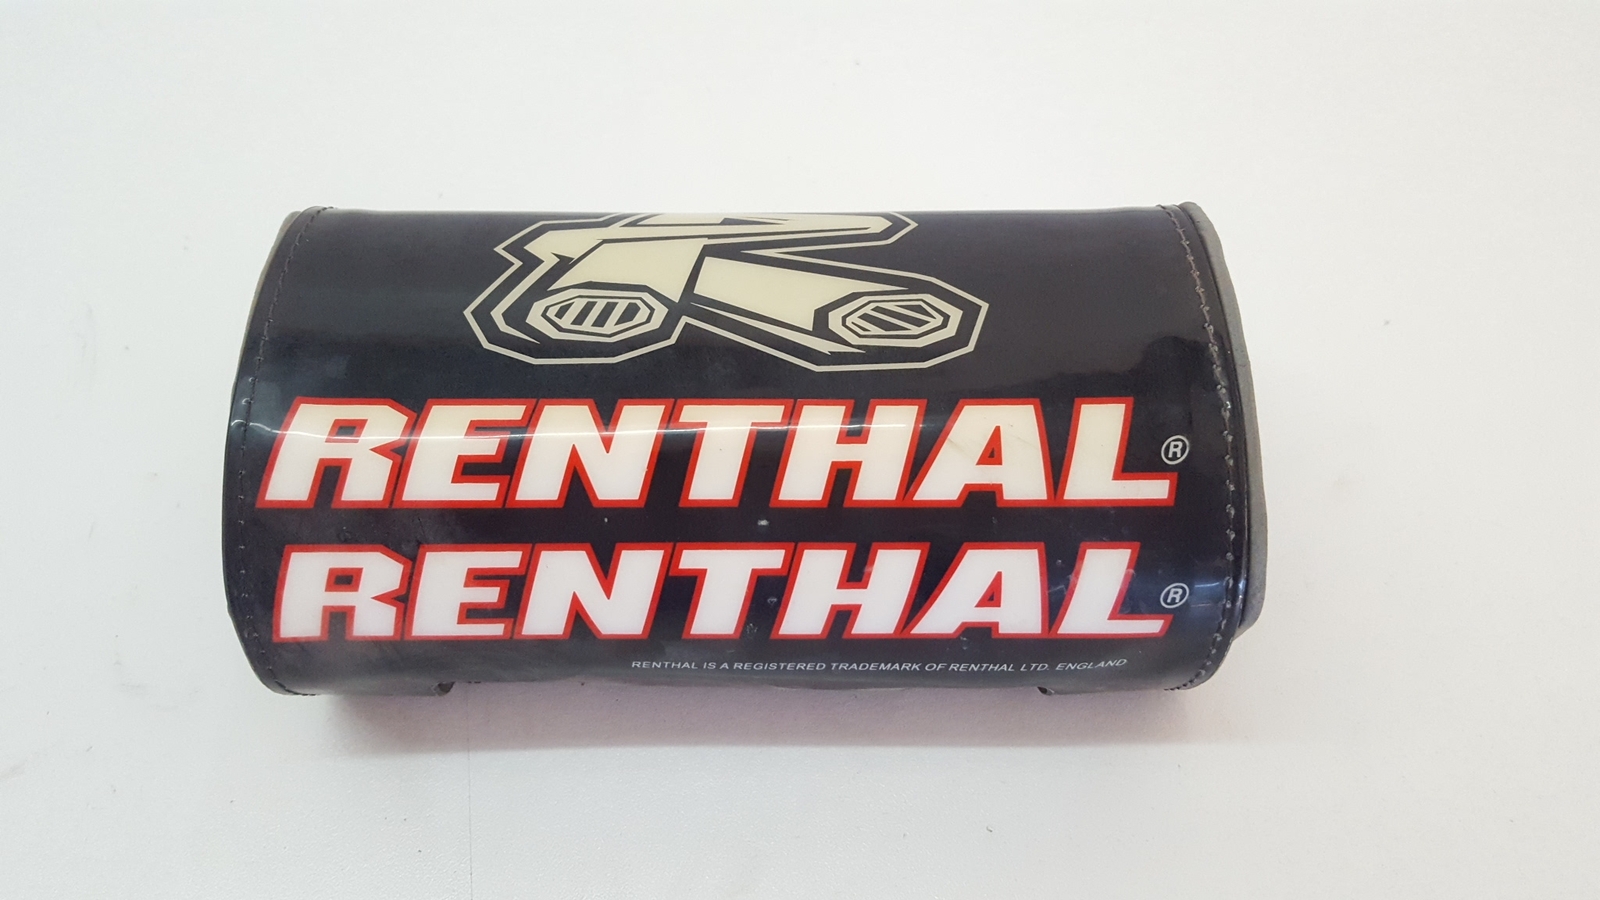 RENTHAL®
RENTHAL®
RENTHAL IS A REGISTERED TRADEMARK OF RENTHAL LTD. ENGLAND